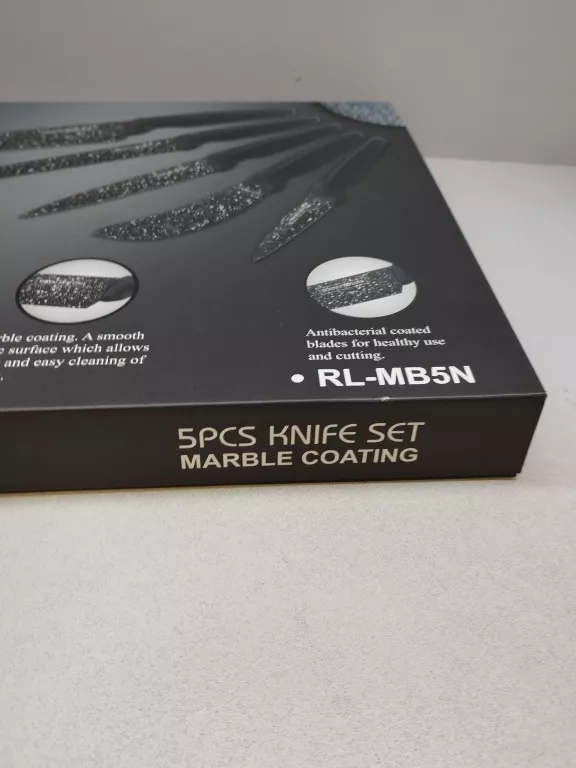 rble coating. A smooth
e surface which allows
and easy cleaning of
.
Antibacterial coated
blades for healthy use
and cutting.
• RL-MB5N
5PCS KNIFE SET
MARBLE COATING